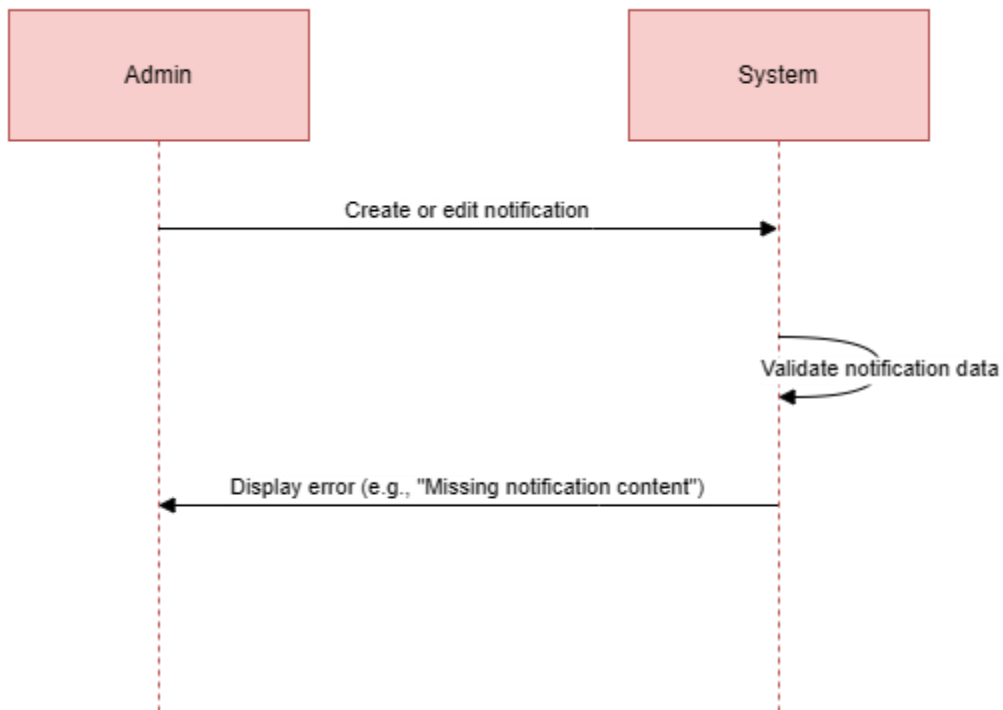 Admin
System
Create or edit notification
Validate notification data
Display error (e.g., "Missing notification content")